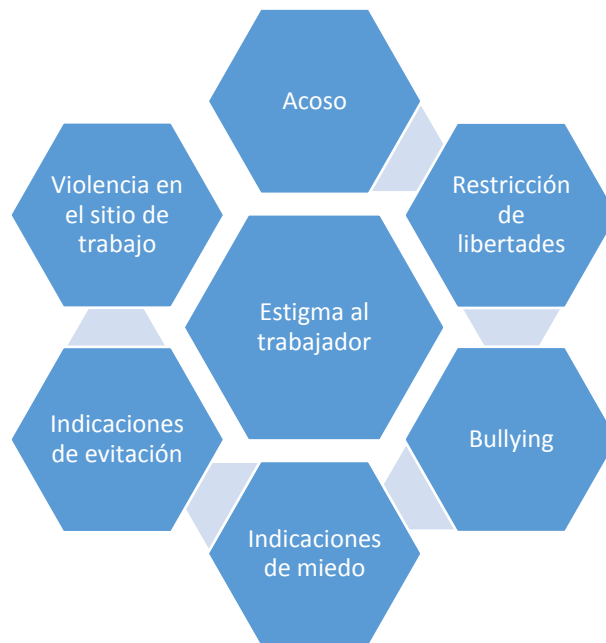 Acoso
Restricción
de
libertades
Bullying
Indicaciones
de miedo
Indicaciones
de evitación
Violencia en
el sitio de
trabajo
Estigma al
trabajador